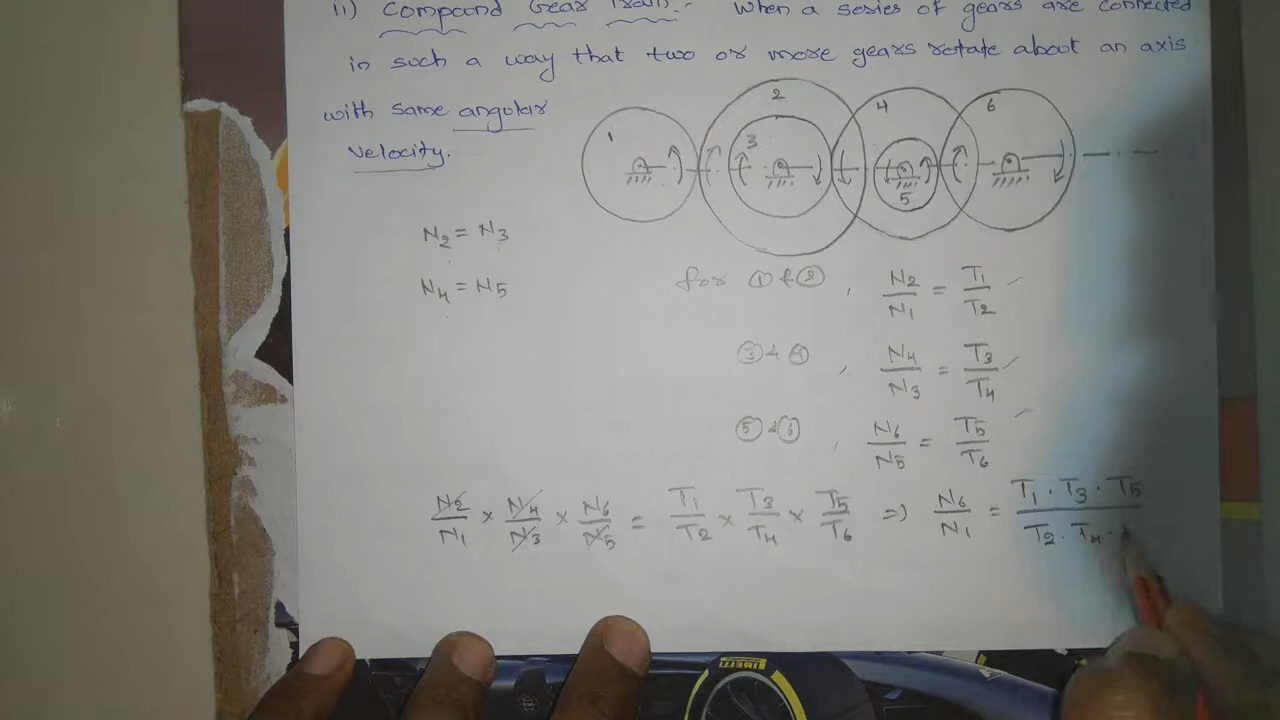 ii) Compound Gear Train:- When a series of gears are connected
in such a way that two or more gears rotate about an axis
with same angular
velocity.
1 2 3 4 5 6
N2 = N3
N4 = N5
for ① & ② , N2/N1 = T1/T2
③ & ④ , N4/N3 = T3/T4
⑤ & ⑥ , N6/N5 = T5/T6
N2/N1 × N4/N3 × N6/N5 = T1/T2 × T3/T4 × T5/T6 ⇒ N6/N1 = T1 · T3 · T5 / T2 · T4 ·
PIRELLI